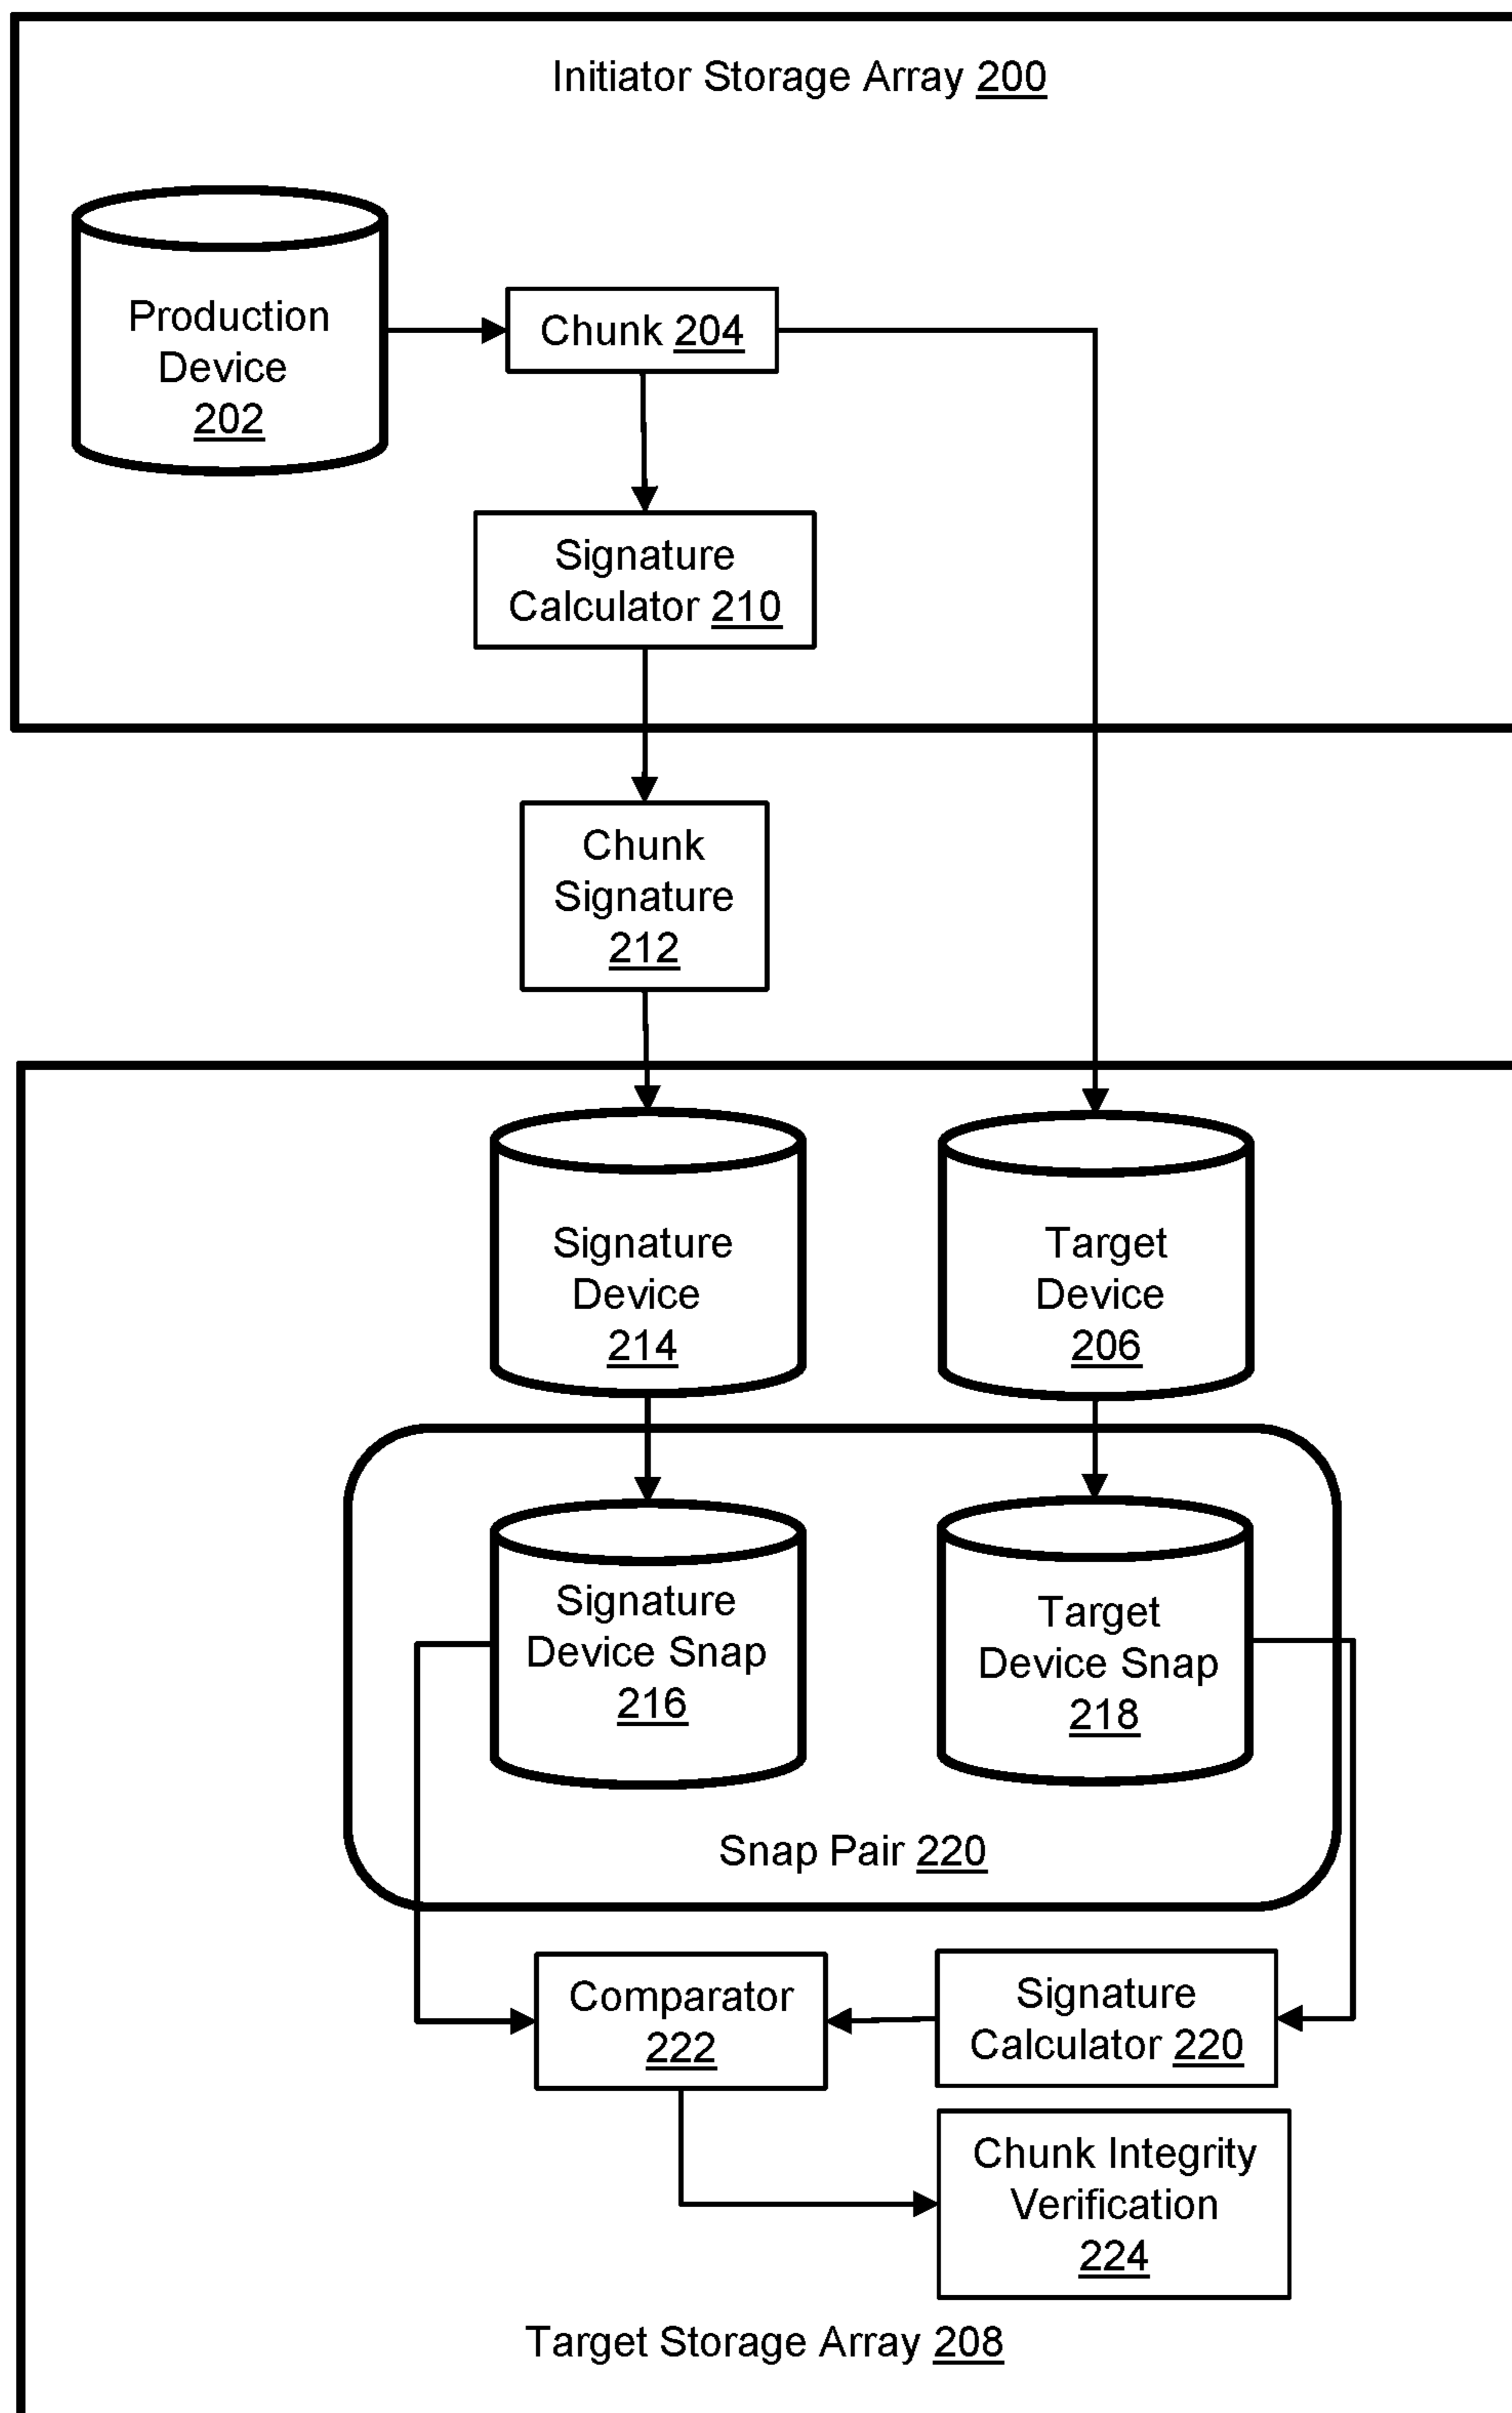 Initiator Storage Array 200
Production
Device
202
Chunk 204
Signature
Calculator 210
Chunk
Signature
212
Signature
Device
214
Target
Device
206
Signature
Device Snap
216
Target
Device Snap
218
Snap Pair 220
Comparator
222
Signature
Calculator 220
Chunk Integrity
Verification
224
Target Storage Array 208